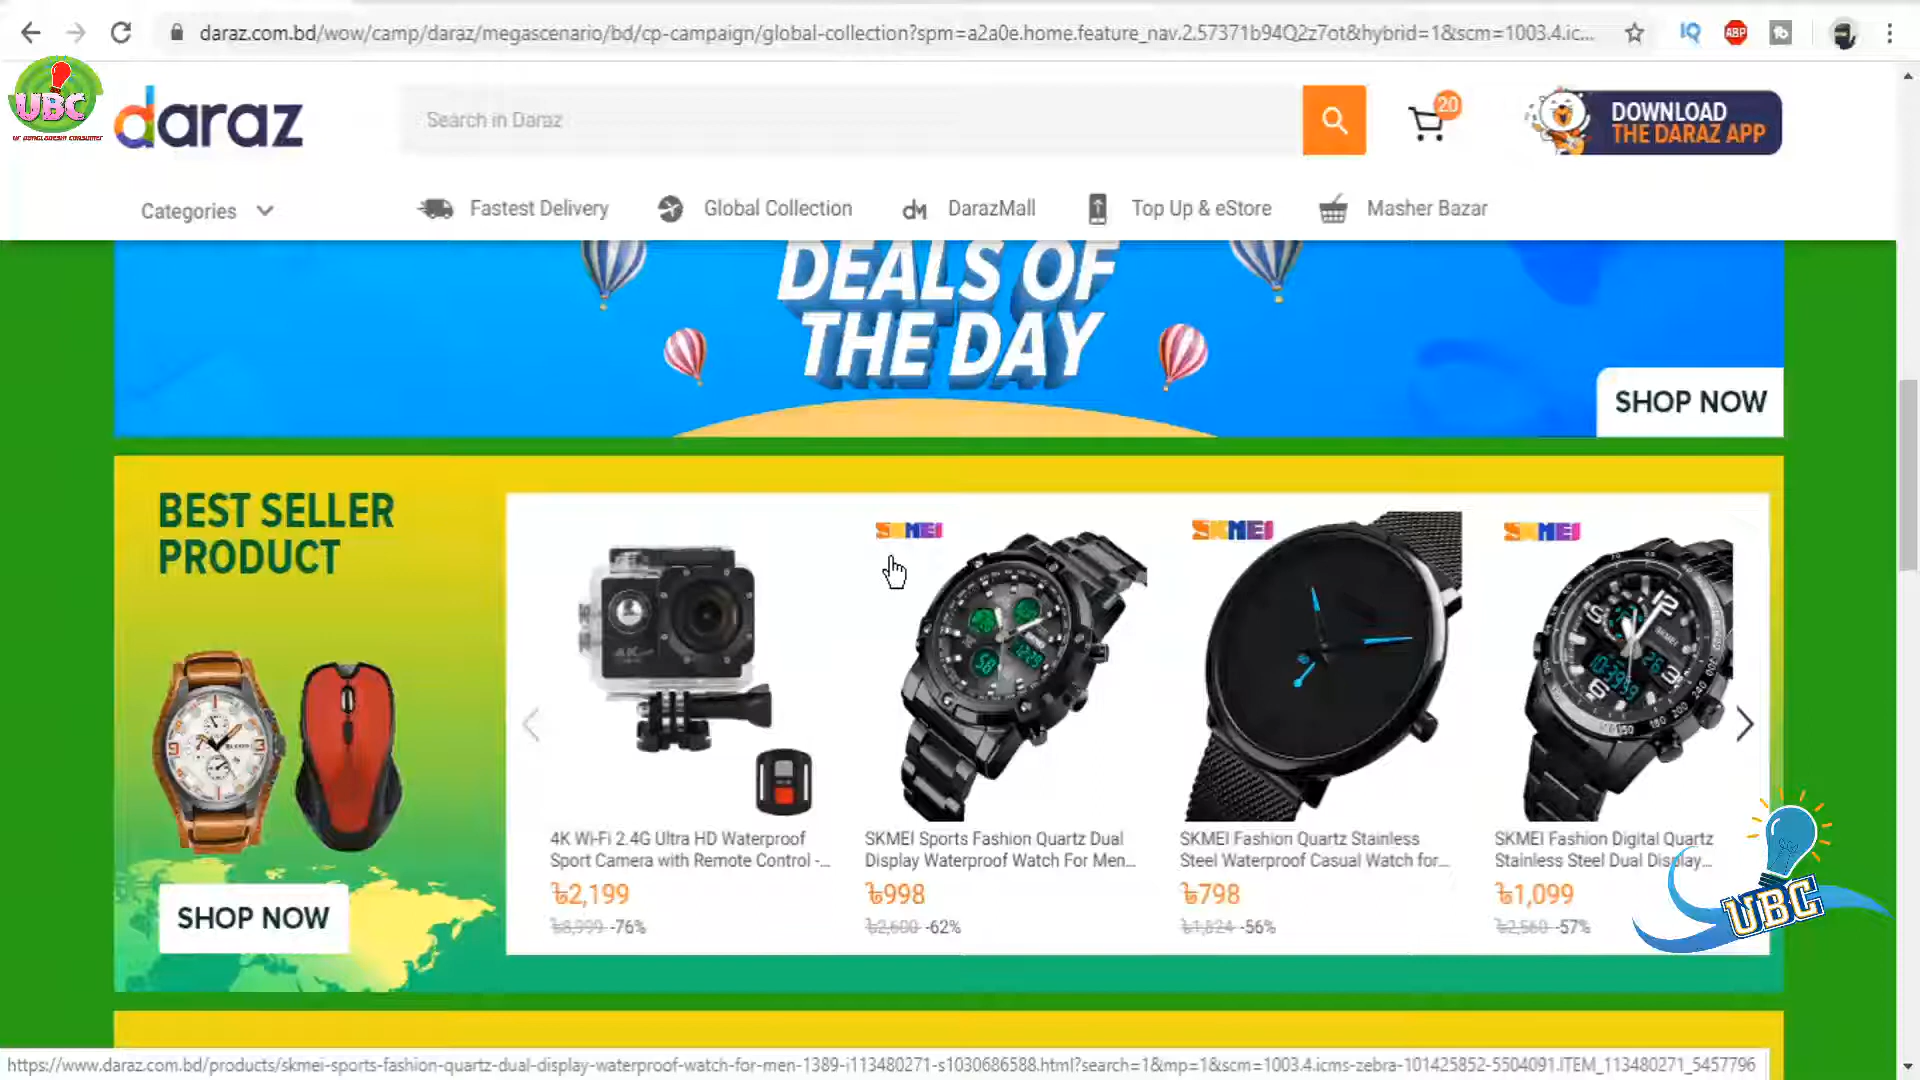 daraz.com.bd/wow/camp/daraz/megascenario/bd/cp-campaign/global-collection?spm=a2a0e.home.feature_nav.2.57371b94Q2z7ot&hybrid=1&scm=1003.4.ic...
ABP
UBC
daraz
Search in Daraz
20
DOWNLOAD
THE DARAZ APP
Categories
Fastest Delivery
Global Collection
DarazMall
Top Up & eStore
Masher Bazar
DEALS OF
THE DAY
SHOP NOW
BEST SELLER
PRODUCT
SKMEI
SKMEI
SKMEI
4K Wi-Fi 2.4G Ultra HD Waterproof
Sport Camera with Remote Control -...
৳2,199
৳8,999 -76%
SKMEI Sports Fashion Quartz Dual
Display Waterproof Watch For Men...
৳998
৳2,600 -62%
SKMEI Fashion Quartz Stainless
Steel Waterproof Casual Watch for...
৳798
৳1,824 -56%
SKMEI Fashion Digital Quartz
Stainless Steel Dual Display...
৳1,099
৳2,560 -57%
SHOP NOW
UBC
https://www.daraz.com.bd/products/skmei-sports-fashion-quartz-dual-display-waterproof-watch-for-men-1389-i113480271-s1030686588.html?search=1&mp=1&scm=1003.4.icms-zebra-101425852-5504091.ITEM_113480271_5457796